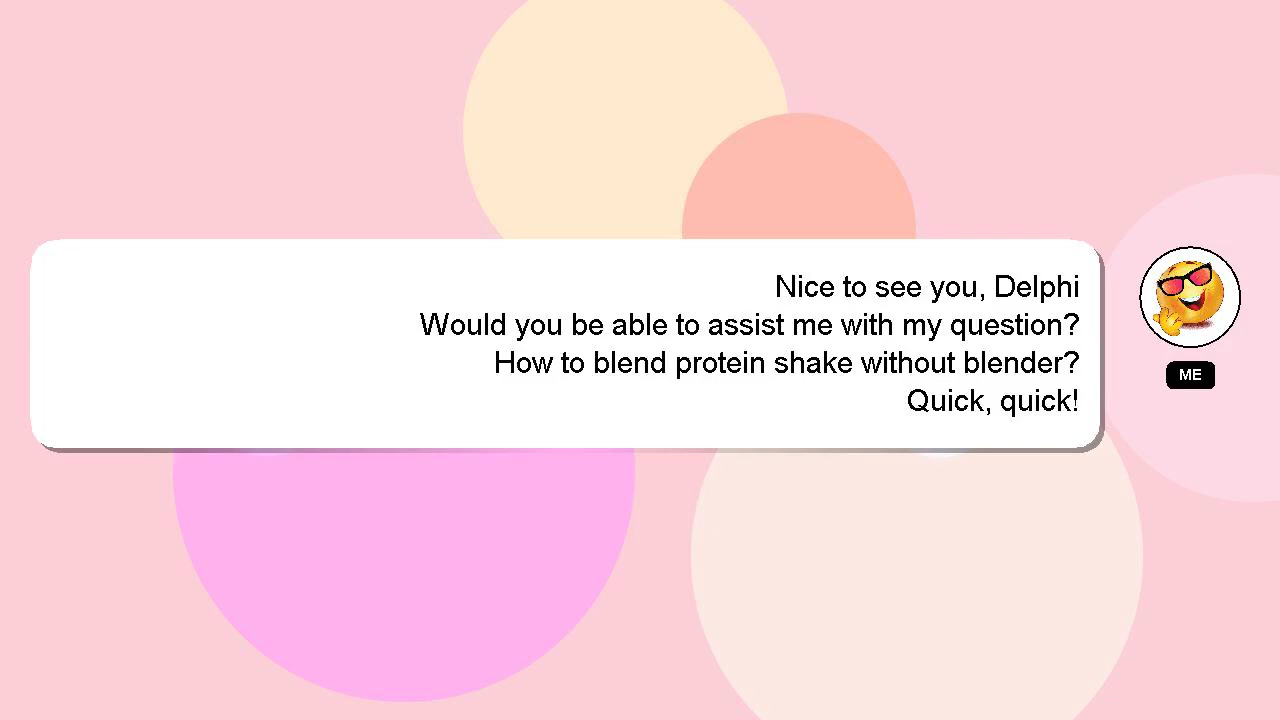 Nice to see you, Delphi
Would you be able to assist me with my question?
How to blend protein shake without blender?
Quick, quick!
ME